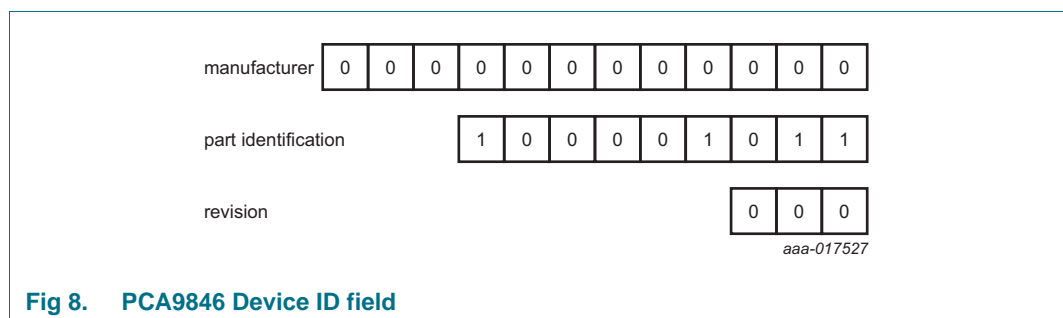 manufacturer 0 0 0 0 0 0 0 0 0 0 0 0
part identification 1 0 0 0 0 1 0 1 1
revision 0 0 0
aaa-017527
Fig 8. PCA9846 Device ID field